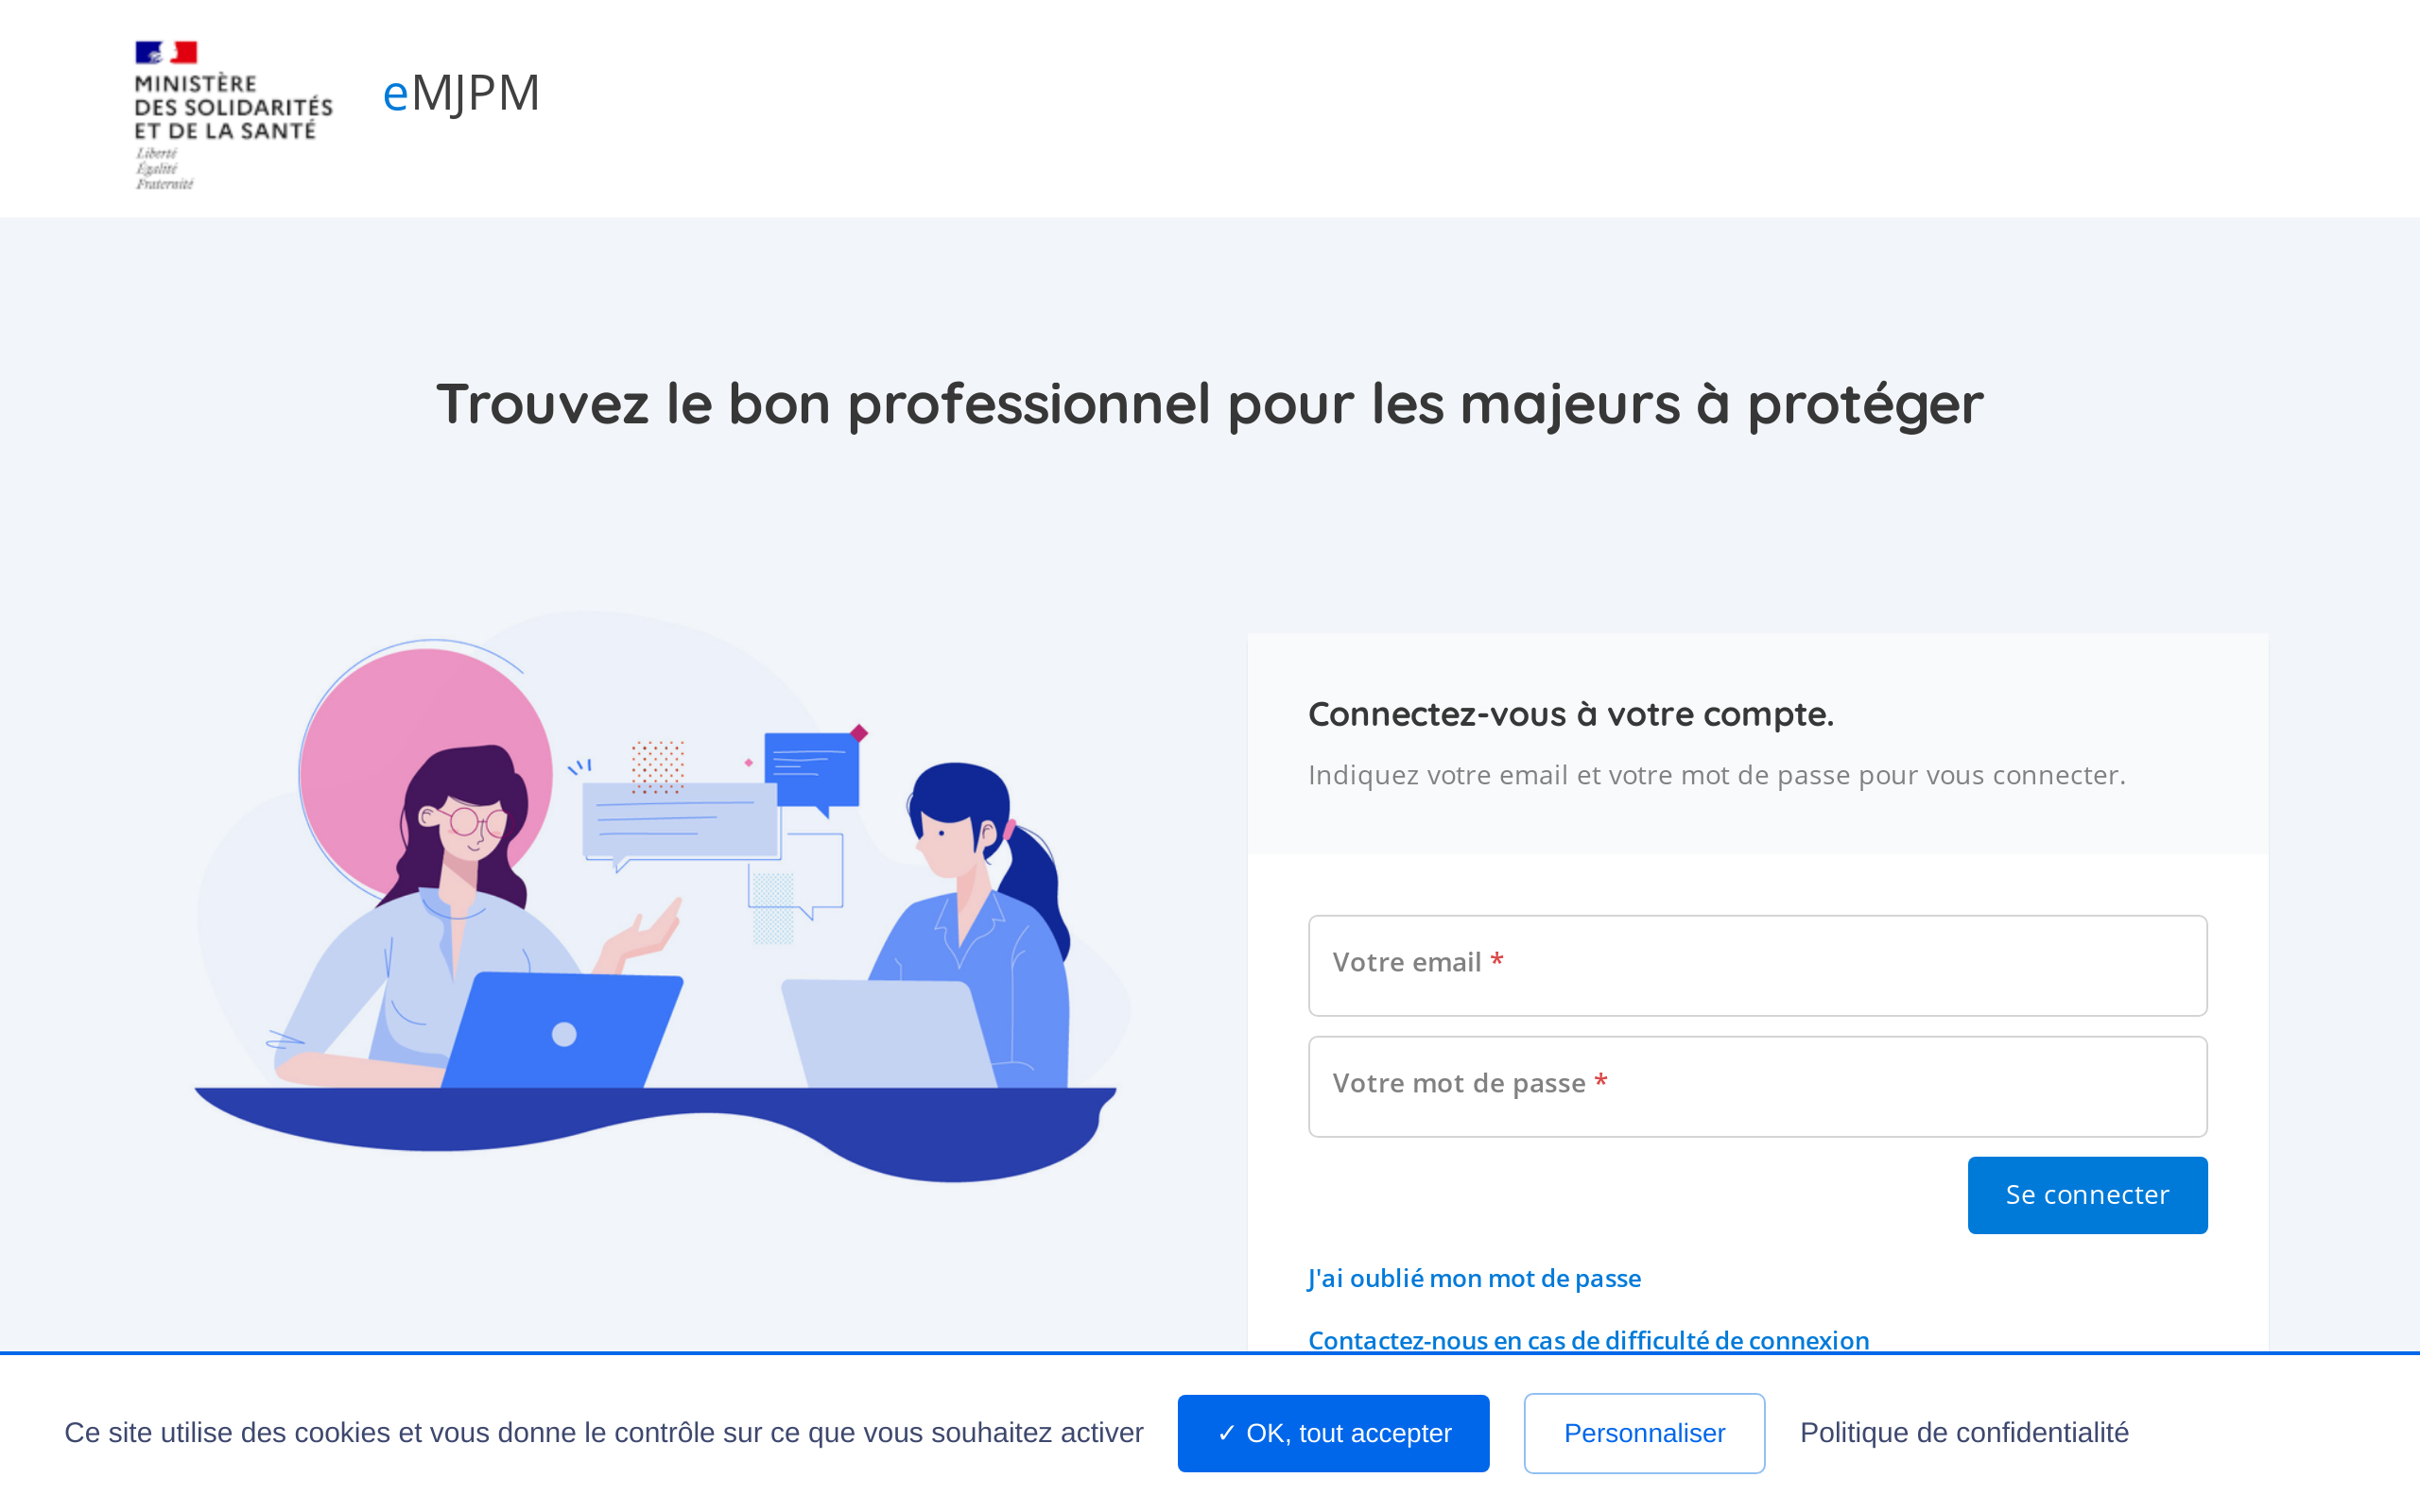 MINISTÈRE
DES SOLIDARITÉS
ET DE LA SANTÉ
Liberté
Égalité
Fraternité
eMJPM
Trouvez le bon professionnel pour les majeurs à protéger
Connectez-vous à votre compte.
Indiquez votre email et votre mot de passe pour vous connecter.
Votre email *
Votre mot de passe *
Se connecter
J'ai oublié mon mot de passe
Contactez-nous en cas de difficulté de connexion
Ce site utilise des cookies et vous donne le contrôle sur ce que vous souhaitez activer
✓ OK, tout accepter
Personnaliser
Politique de confidentialité